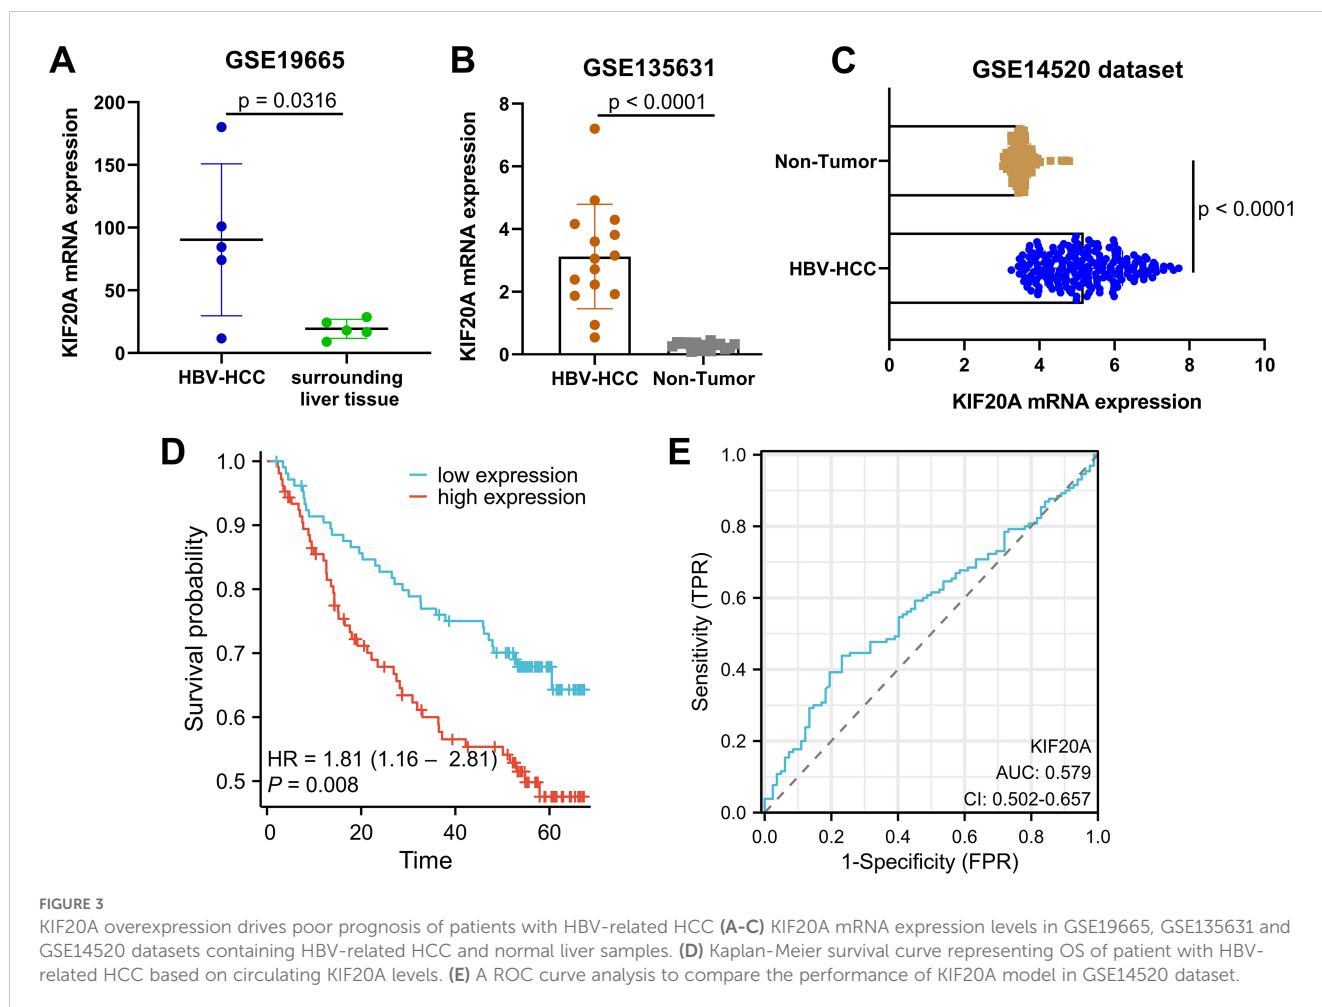 A
GSE19665
KIF20A mRNA expression
200
150
100
50
0
p = 0.0316
HBV-HCC
surrounding
liver tissue
B
GSE135631
KIF20A mRNA expression
8
6
4
2
0
p < 0.0001
HBV-HCC
Non-Tumor
C
GSE14520 dataset
Non-Tumor
HBV-HCC
p < 0.0001
0 2 4 6 8 10
KIF20A mRNA expression
D
Survival probability
1.0
0.9
0.8
0.7
0.6
0.5
low expression
high expression
HR = 1.81 (1.16 – 2.81)
P = 0.008
0 20 40 60
Time
E
Sensitivity (TPR)
1.0
0.8
0.6
0.4
0.2
0.0
KIF20A
AUC: 0.579
CI: 0.502-0.657
0.0 0.2 0.4 0.6 0.8 1.0
1-Specificity (FPR)
FIGURE 3
KIF20A overexpression drives poor prognosis of patients with HBV-related HCC (A-C) KIF20A mRNA expression levels in GSE19665, GSE135631 and
GSE14520 datasets containing HBV-related HCC and normal liver samples. (D) Kaplan-Meier survival curve representing OS of patient with HBV-
related HCC based on circulating KIF20A levels. (E) A ROC curve analysis to compare the performance of KIF20A model in GSE14520 dataset.